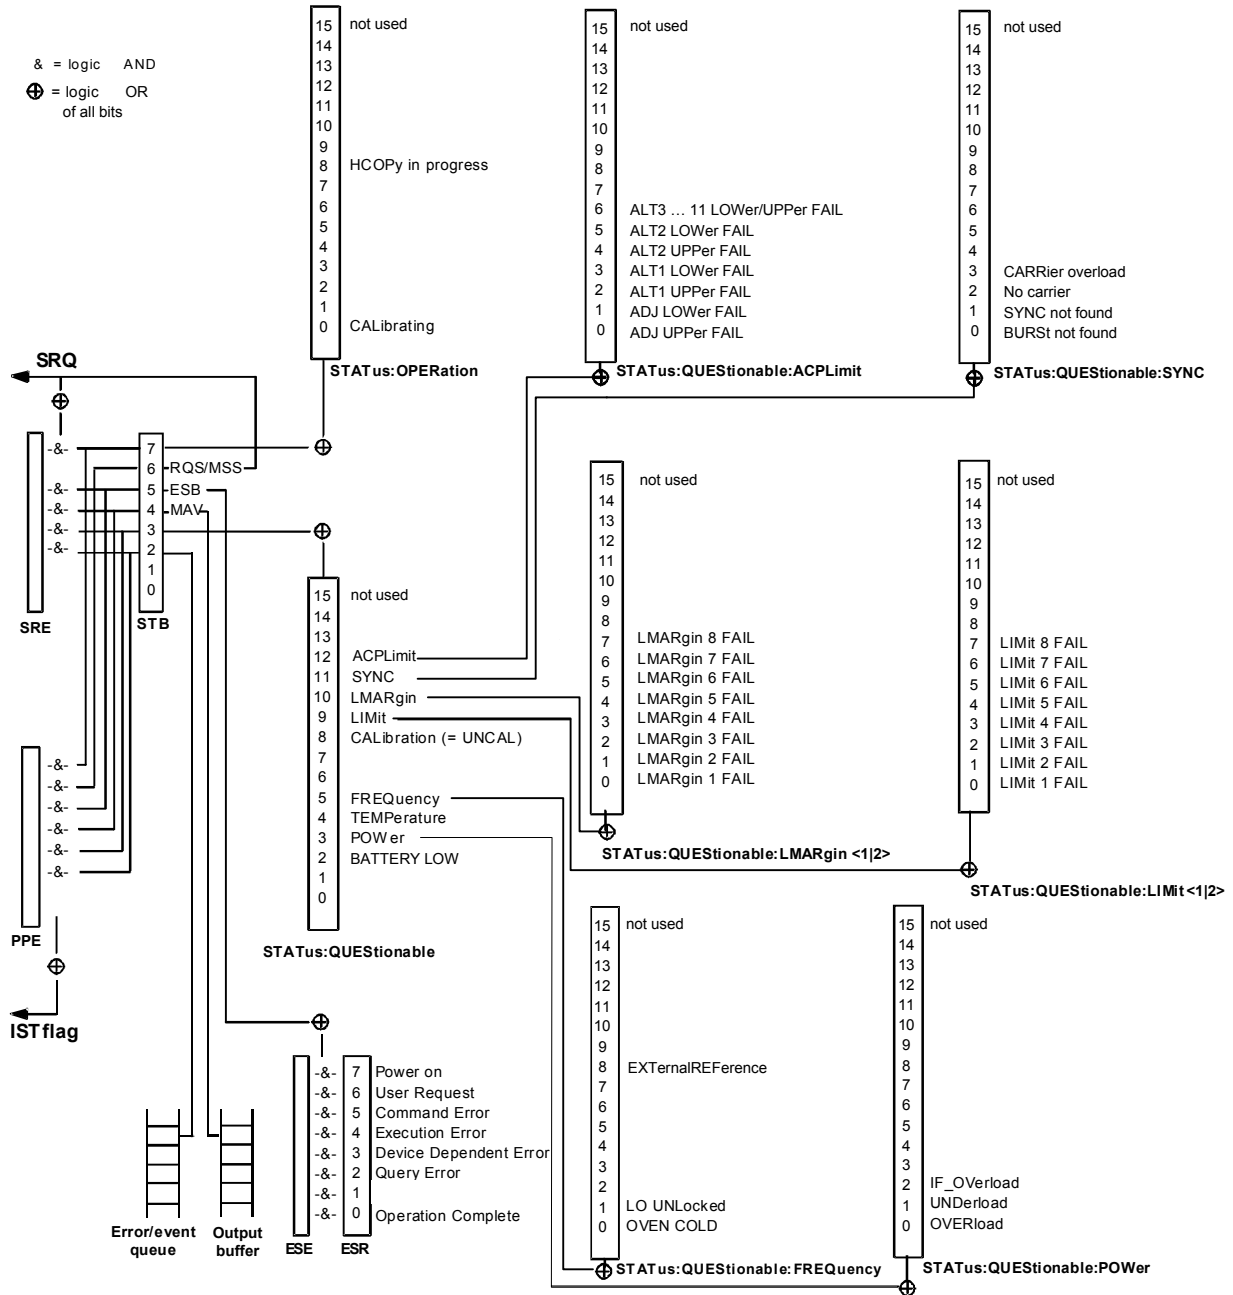 & = logic AND
⊕ = logic OR
of all bits
15 not used
14
13
12
11
10
9
8 HCOPy in progress
7
6
5
4
3
2
1
0 CALibrating
STATus:OPERation
15 not used
14
13
12
11
10
9
8
7
6 ALT3 ... 11 LOWer/UPPer FAIL
5 ALT2 LOWer FAIL
4 ALT2 UPPer FAIL
3 ALT1 LOWer FAIL
2 ALT1 UPPer FAIL
1 ADJ LOWer FAIL
0 ADJ UPPer FAIL
STATus:QUEStionable:ACPLimit
15 not used
14
13
12
11
10
9
8
7
6
5
4
3 CARRier overload
2 No carrier
1 SYNC not found
0 BURSt not found
STATus:QUEStionable:SYNC
SRQ
-&- 7
6 RQS/MSS
-&- 5 ESB
-&- 4 MAV
-&- 3
-&- 2
1
0
SRE
STB
15 not used
14
13
12 ACPLimit
11 SYNC
10 LMARgin
9 LIMit
8 CALibration (= UNCAL)
7
6
5 FREQuency
4 TEMPerature
3 POWer
2 BATTERY LOW
1
0
STATus:QUEStionable
15 not used
14
13
12
11
10
9
8
7 LMARgin 8 FAIL
6 LMARgin 7 FAIL
5 LMARgin 6 FAIL
4 LMARgin 5 FAIL
3 LMARgin 4 FAIL
2 LMARgin 3 FAIL
1 LMARgin 2 FAIL
0 LMARgin 1 FAIL
STATus:QUEStionable:LMARgin <1|2>
15 not used
14
13
12
11
10
9
8
7 LIMit 8 FAIL
6 LIMit 7 FAIL
5 LIMit 6 FAIL
4 LIMit 5 FAIL
3 LIMit 4 FAIL
2 LIMit 3 FAIL
1 LIMit 2 FAIL
0 LIMit 1 FAIL
STATus:QUEStionable:LIMit <1|2>
-&-
-&-
-&-
-&-
-&-
-&-
PPE
IST flag
-&- 7 Power on
-&- 6 User Request
-&- 5 Command Error
-&- 4 Execution Error
-&- 3 Device Dependent Error
-&- 2 Query Error
-&- 1
-&- 0 Operation Complete
ESE
ESR
Error/event
queue
Output
buffer
15 not used
14
13
12
11
10
9
8 EXTernalREFerence
7
6
5
4
3
2
1 LO UNLocked
0 OVEN COLD
STATus:QUEStionable:FREQuency
15 not used
14
13
12
11
10
9
8
7
6
5
4
3
2 IF_OVerload
1 UNDerload
0 OVERload
STATus:QUEStionable:POWer